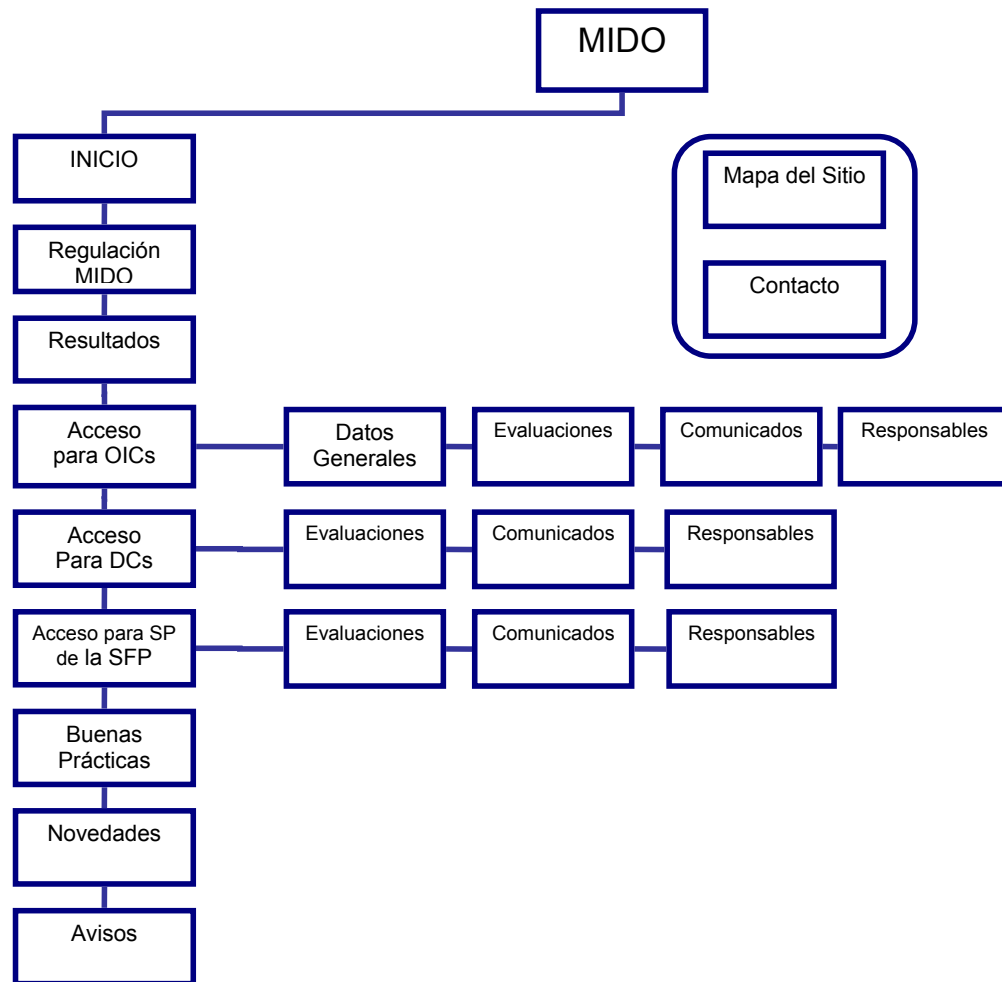 MIDO
INICIO
Mapa del Sitio
Regulación
MIDO
Contacto
Resultados
Acceso
para OICs
Datos
Generales
Evaluaciones
Comunicados
Responsables
Acceso
Para DCs
Evaluaciones
Comunicados
Responsables
Acceso para SP
de la SFP
Evaluaciones
Comunicados
Responsables
Buenas
Prácticas
Novedades
Avisos